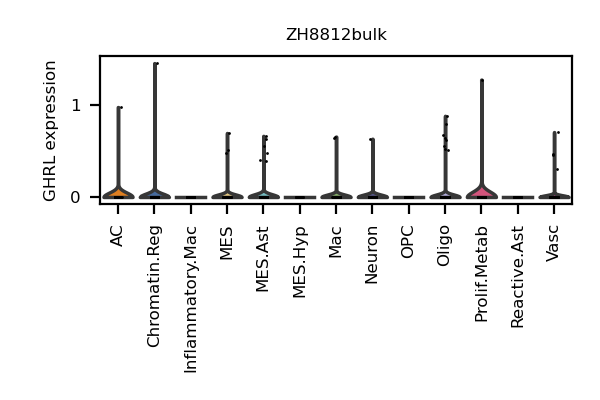 ZH8812bulk
GHRL expression
1
0
AC
Chromatin.Reg
Inflammatory.Mac
MES
MES.Ast
MES.Hyp
Mac
Neuron
OPC
Oligo
Prolif.Metab
Reactive.Ast
Vasc